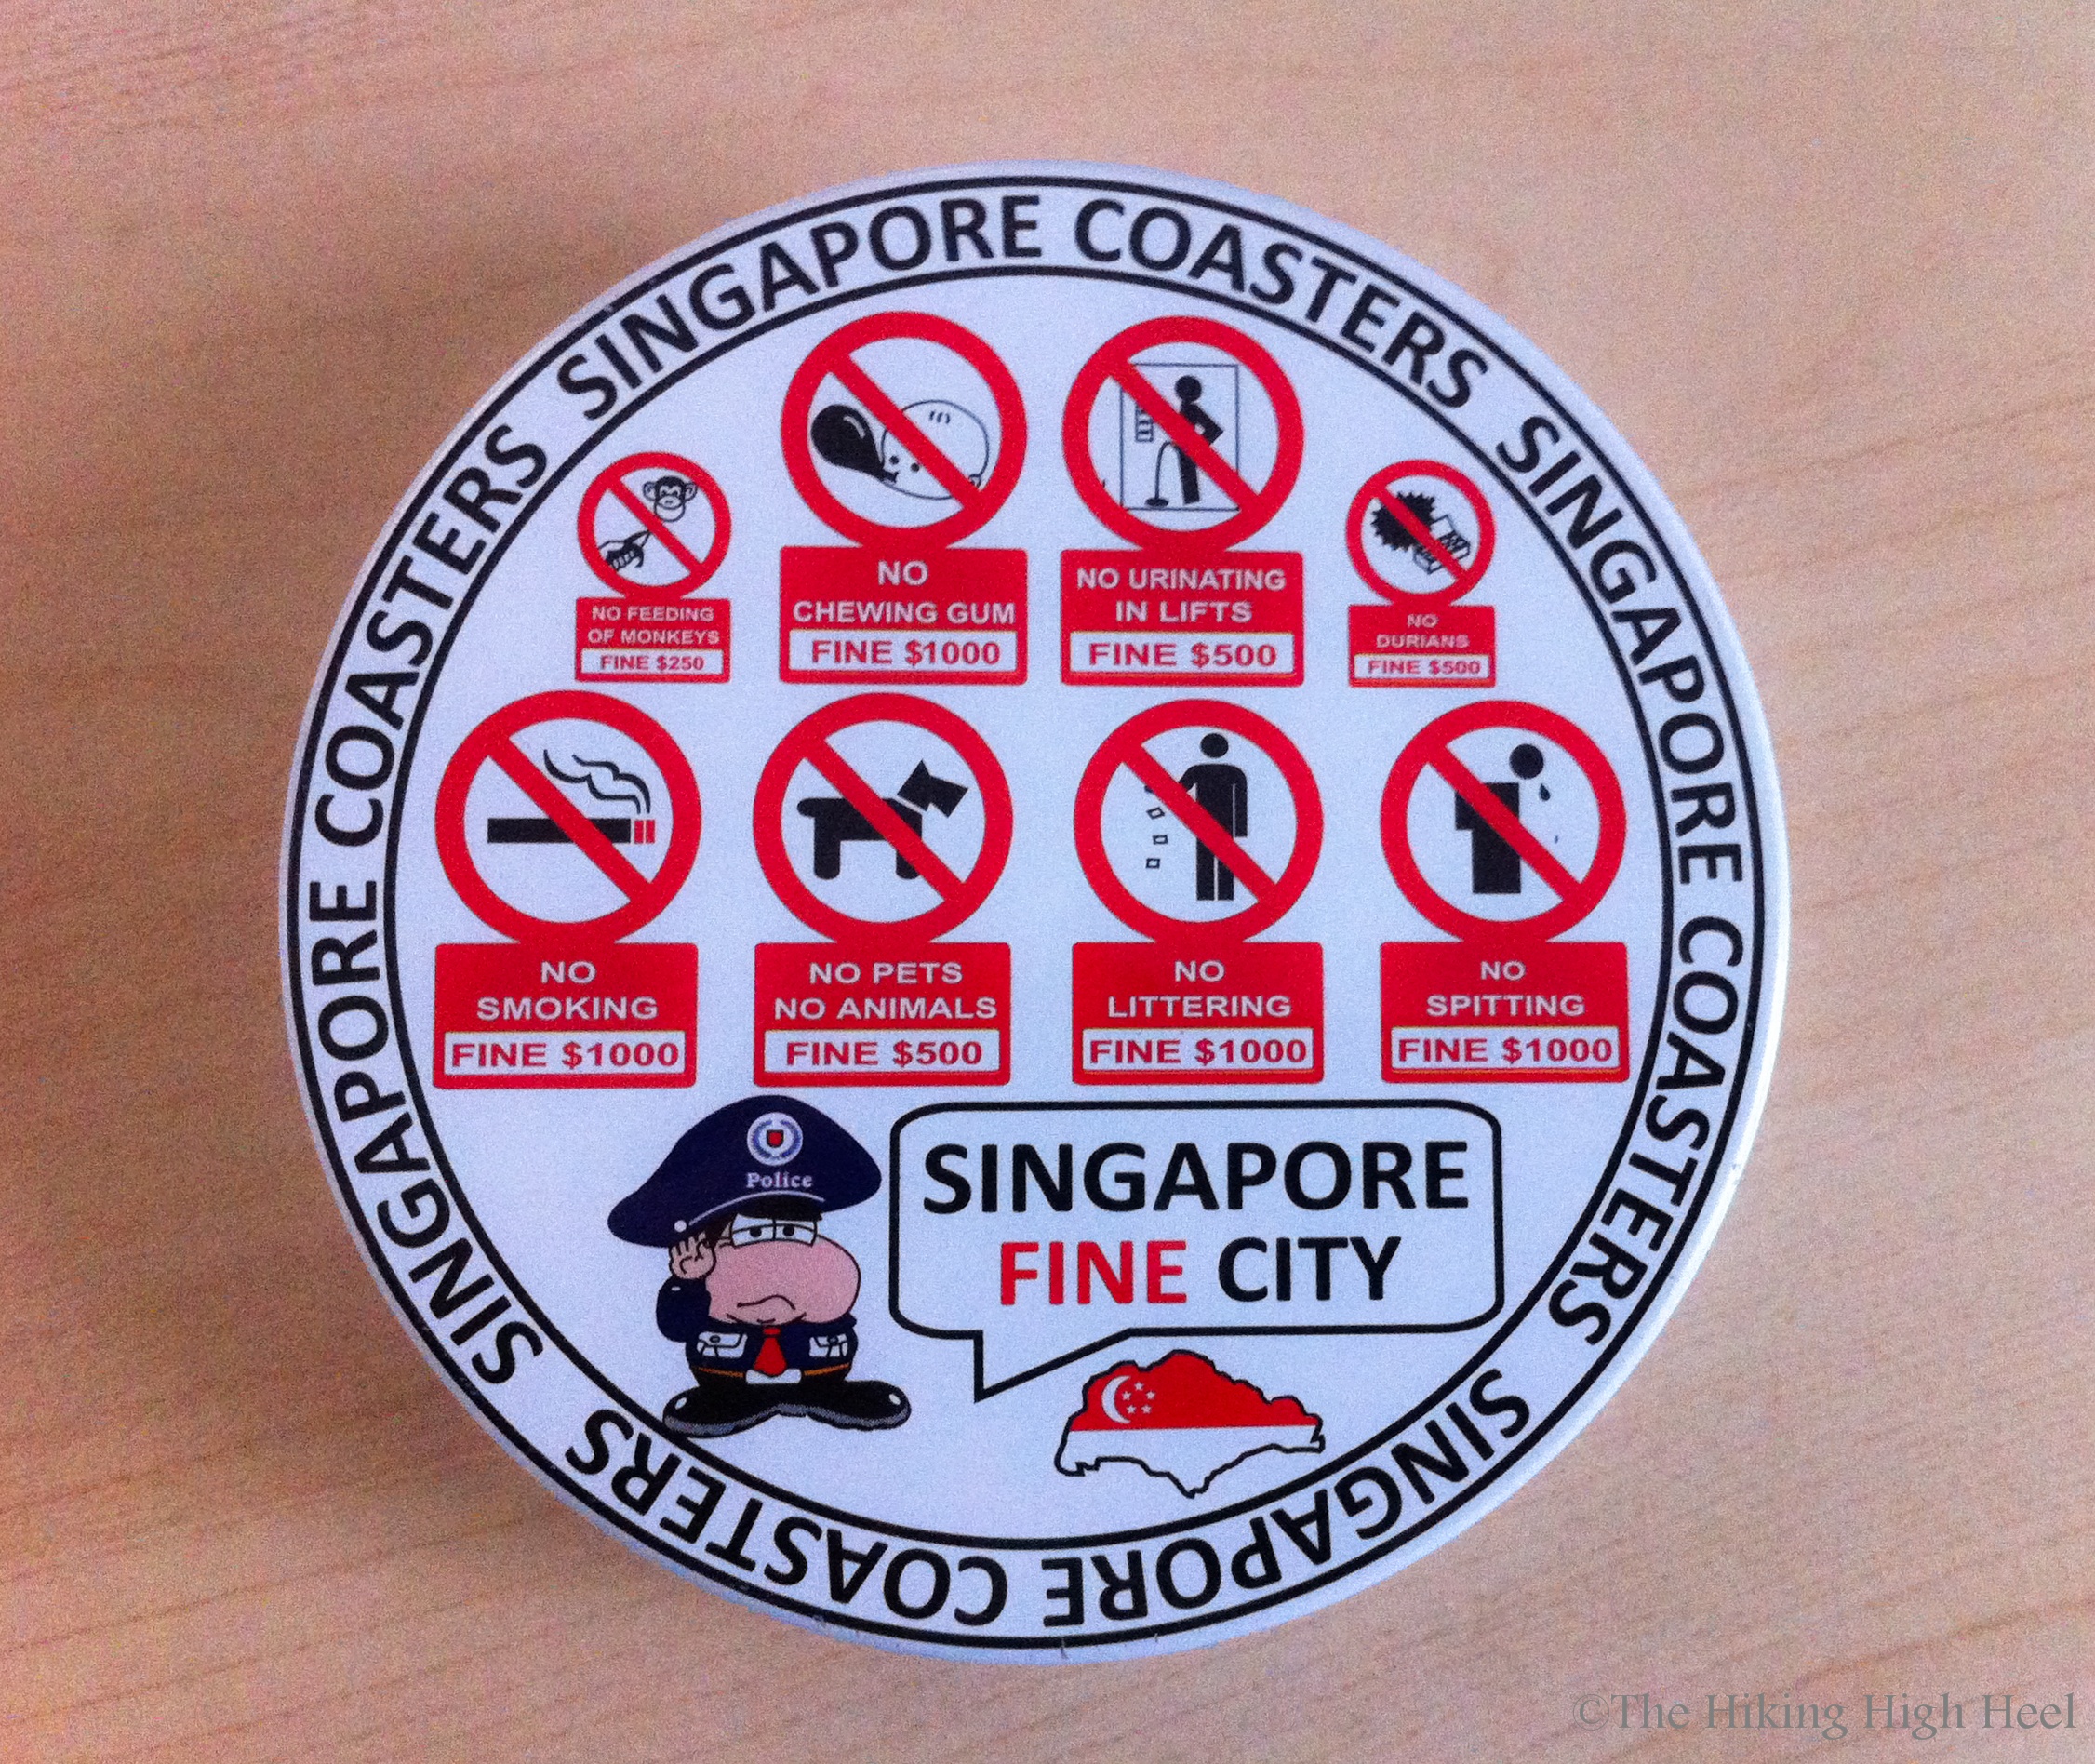 SINGAPORE COASTERS
SINGAPORE COASTERS
SINGAPORE COASTERS
SINGAPORE COASTERS
NO FEEDING
OF MONKEYS
FINE $250
NO
CHEWING GUM
FINE $1000
NO URINATING
IN LIFTS
FINE $500
NO
DURIANS
FINE $500
NO
SMOKING
FINE $1000
NO PETS
NO ANIMALS
FINE $500
NO
LITTERING
FINE $1000
NO
SPITTING
FINE $1000
Police
SINGAPORE
FINE CITY
©The Hiking High Heel